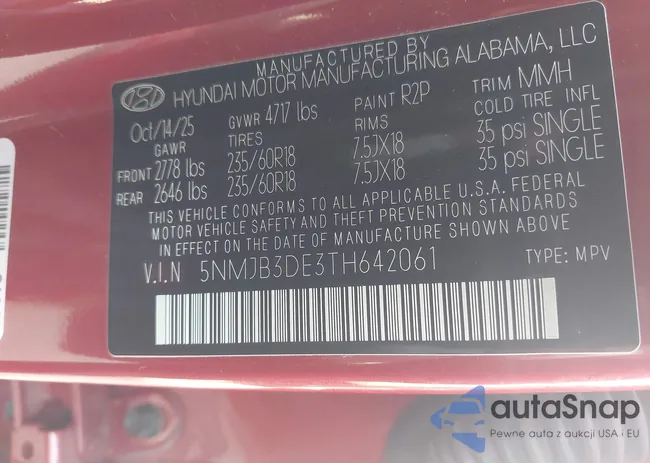 MANUFACTURED BY
HYUNDAI MOTOR MANUFACTURING ALABAMA, LLC
Oct/14/25 GVWR 4717 lbs PAINT R2P TRIM MMH
GAWR TIRES RIMS COLD TIRE INFL
FRONT 2778 lbs 235/60R18 7.5JX18 35 psi SINGLE
REAR 2646 lbs 235/60R18 7.5JX18 35 psi SINGLE
THIS VEHICLE CONFORMS TO ALL APPLICABLE U.S.A. FEDERAL
MOTOR VEHICLE SAFETY AND THEFT PREVENTION STANDARDS
IN EFFECT ON THE DATE OF MANUFACTURE SHOWN ABOVE
V.I.N 5NMJB3DE3TH642061 TYPE: MPV
autaSnap
Pewne auta z aukcji USA i EU